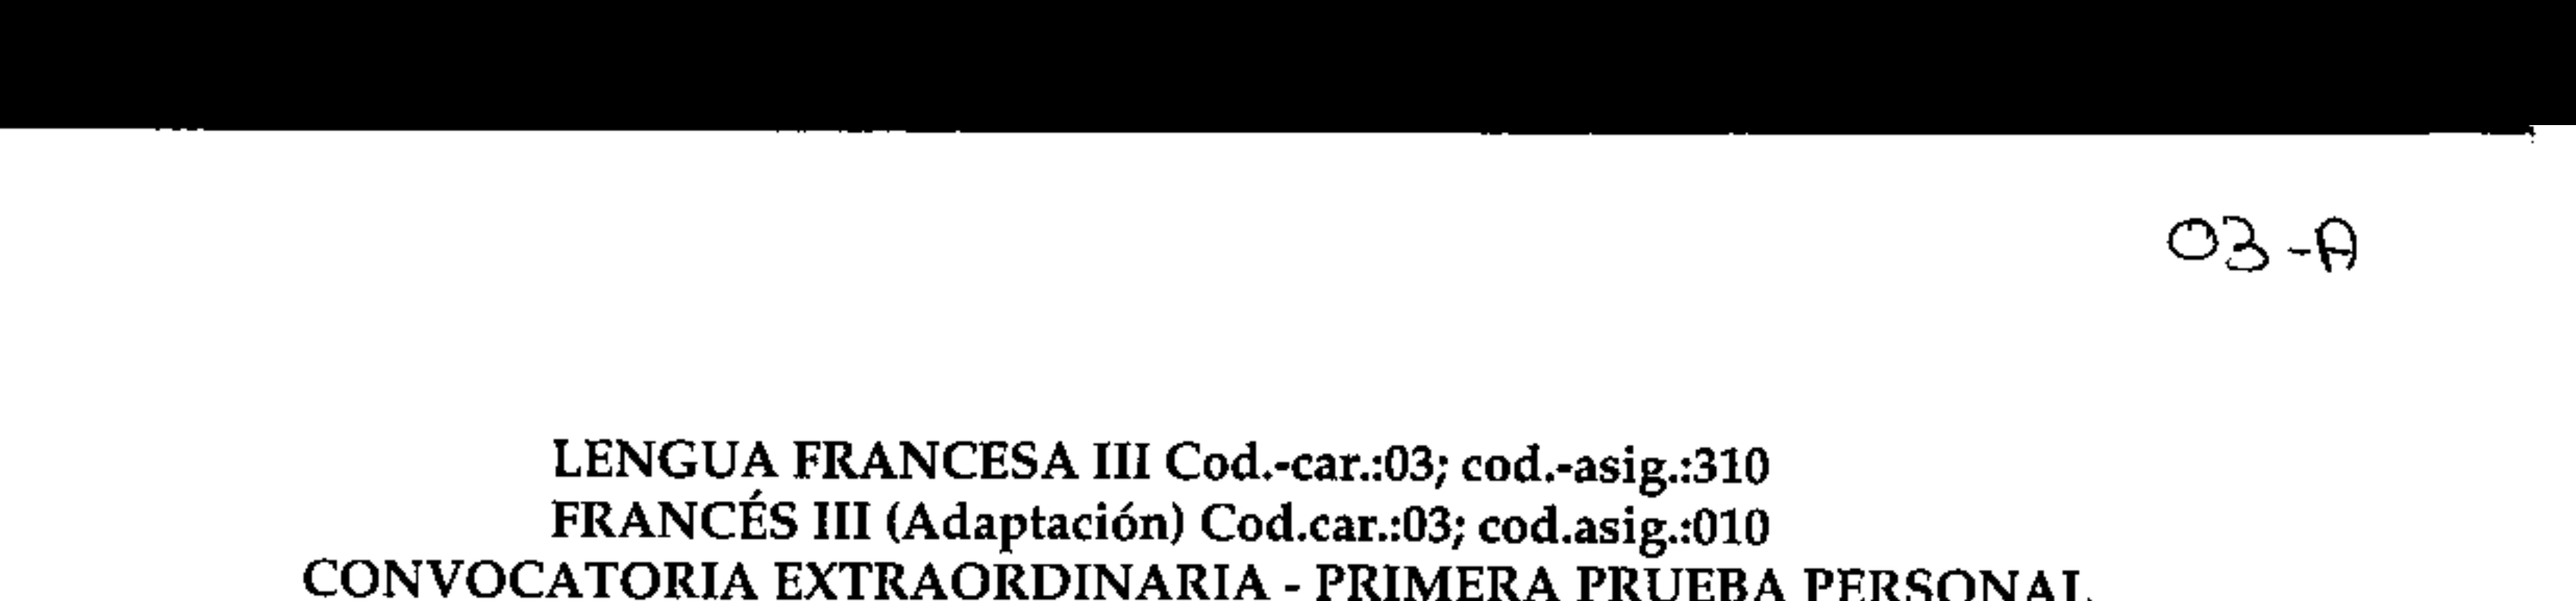 03-A
LENGUA FRANCESA III Cod.-car.:03; cod.-asig.:310
FRANCÉS III (Adaptación) Cod.car.:03; cod.asig.:010
CONVOCATORIA EXTRAORDINARIA - PRIMERA PRUEBA PERSONAL